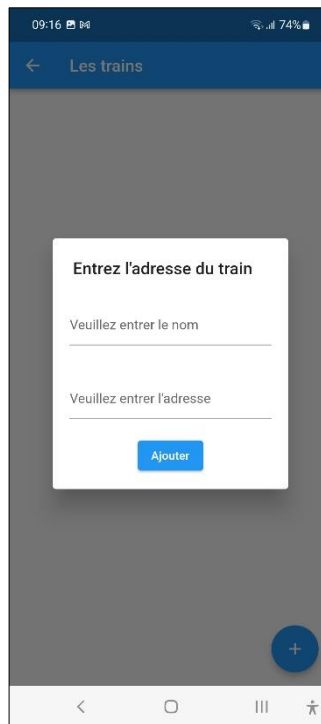 09:16 74%
Les trains
Entrez l'adresse du train
Veuillez entrer le nom
Veuillez entrer l'adresse
Ajouter
+